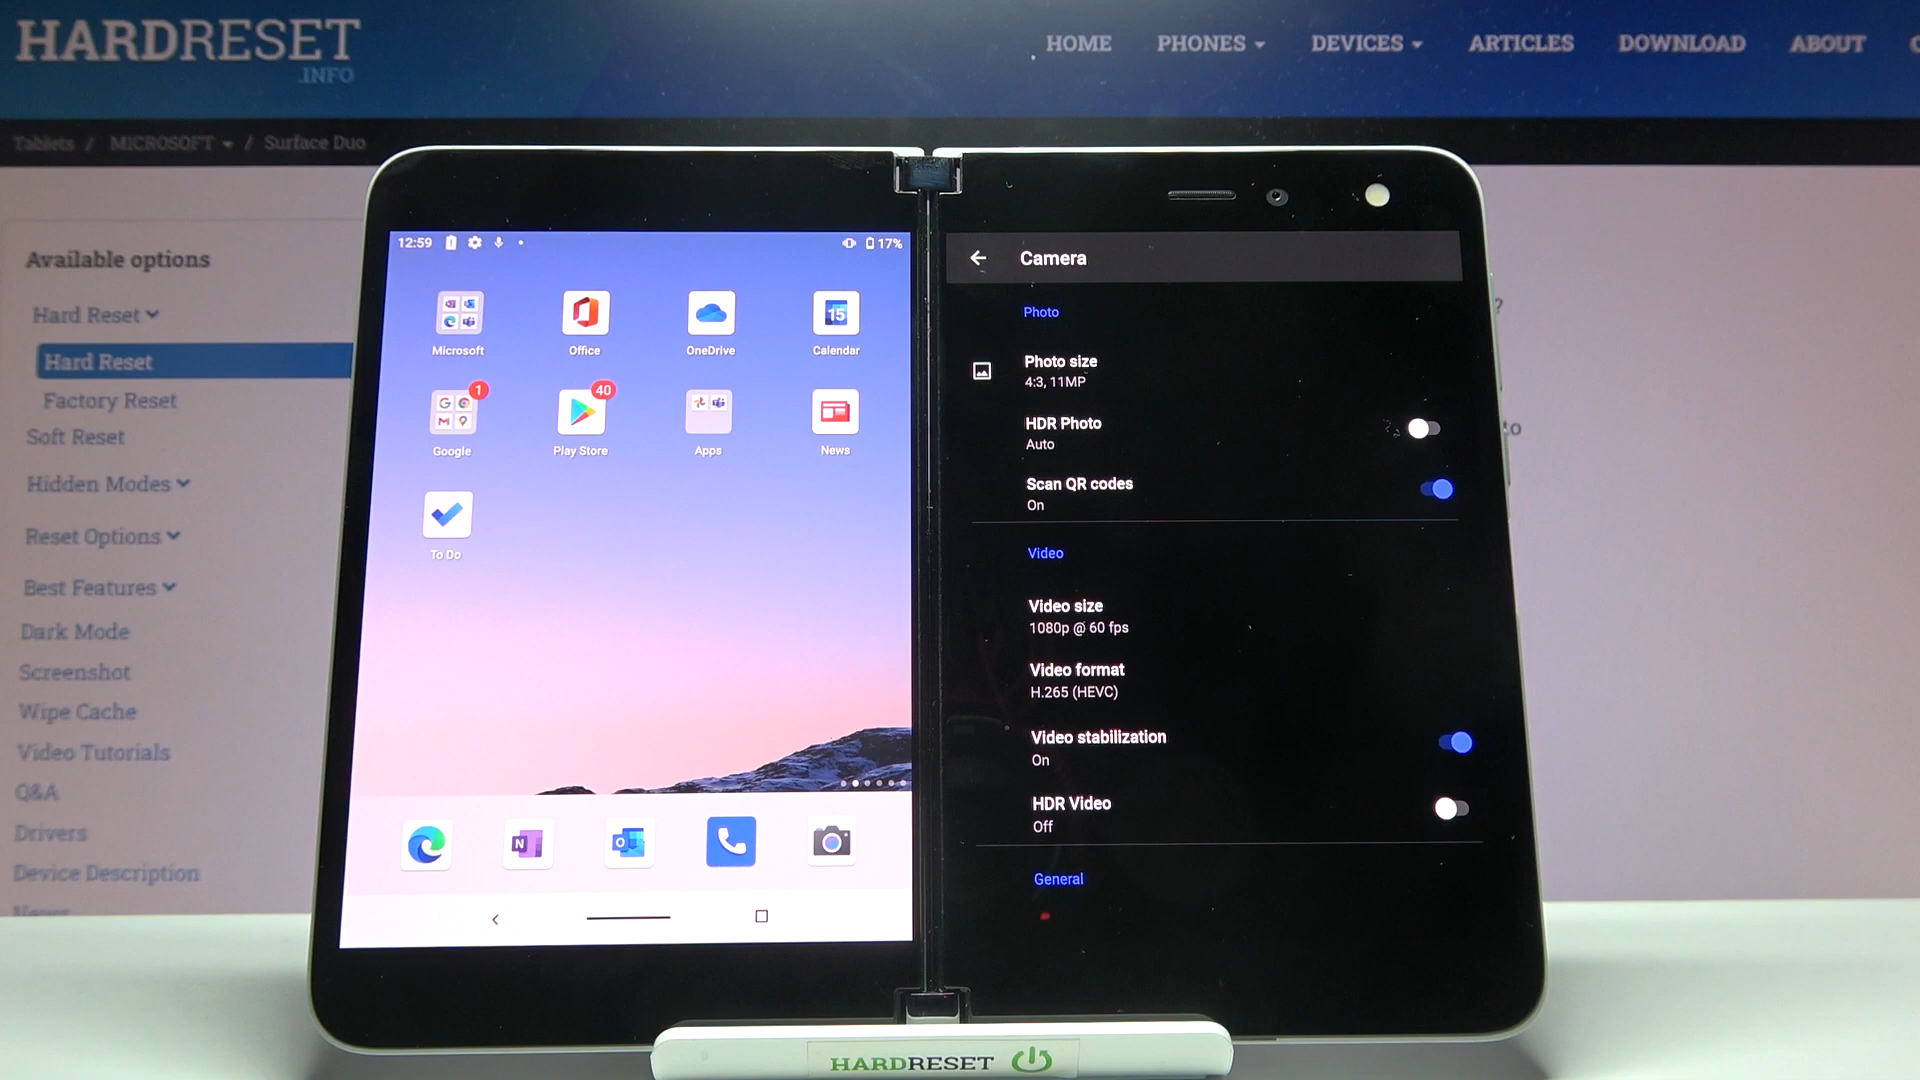 HARDRESET
.INFO
HOME PHONES DEVICES ARTICLES DOWNLOAD ABOUT
Tablets / MICROSOFT / Surface Duo
Available options
Hard Reset
Hard Reset
Factory Reset
Soft Reset
Hidden Modes
Reset Options
Best Features
Dark Mode
Screenshot
Wipe Cache
Video Tutorials
Q&A
Drivers
Device Description
12:59
17%
15
Microsoft
Office
OneDrive
Calendar
1
40
Google
Play Store
Apps
News
To Do
Camera
Photo
Photo size
4:3, 11MP
HDR Photo
Auto
Scan QR codes
On
Video
Video size
1080p @ 60 fps
Video format
H.265 (HEVC)
Video stabilization
On
HDR Video
Off
General
HARDRESET